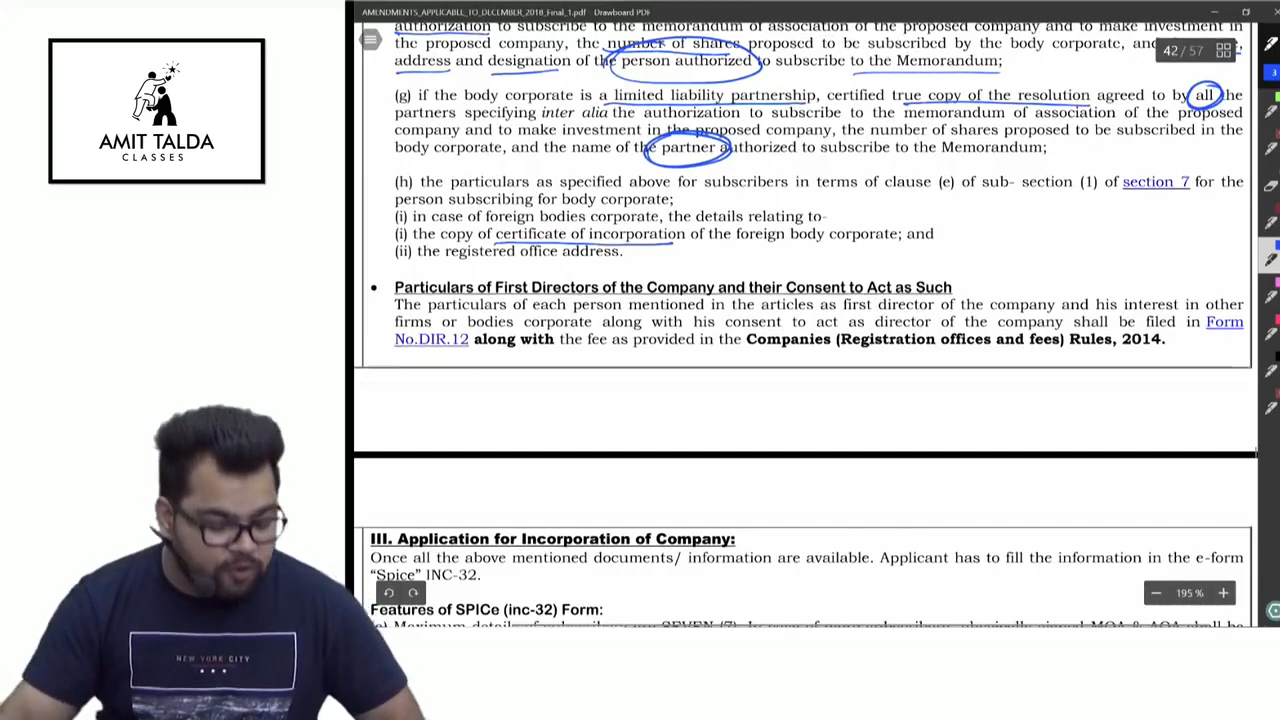 AMENDMENTS_APPLICABLE_TO_DECEMBER_2018_Final_1.pdf • Drawboard PDF
authorization to subscribe to the memorandum of association of the proposed company and to make investment in
the proposed company, the number of shares proposed to be subscribed by the body corporate, and
address and designation of the person authorized to subscribe to the Memorandum;
42 / 57
(g) if the body corporate is a limited liability partnership, certified true copy of the resolution agreed to by all the
partners specifying inter alia the authorization to subscribe to the memorandum of association of the proposed
company and to make investment in the proposed company, the number of shares proposed to be subscribed in the
body corporate, and the name of the partner authorized to subscribe to the Memorandum;
(h) the particulars as specified above for subscribers in terms of clause (e) of sub- section (1) of section 7 for the
person subscribing for body corporate;
(i) in case of foreign bodies corporate, the details relating to-
(i) the copy of certificate of incorporation of the foreign body corporate; and
(ii) the registered office address.
• Particulars of First Directors of the Company and their Consent to Act as Such
The particulars of each person mentioned in the articles as first director of the company and his interest in other
firms or bodies corporate along with his consent to act as director of the company shall be filed in Form
No.DIR.12 along with the fee as provided in the Companies (Registration offices and fees) Rules, 2014.
III. Application for Incorporation of Company:
Once all the above mentioned documents/ information are available. Applicant has to fill the information in the e-form
“Spice” INC-32.
195 %
Features of SPICe (inc-32) Form:
AMIT TALDA
CLASSES
NEW YORK CITY
3